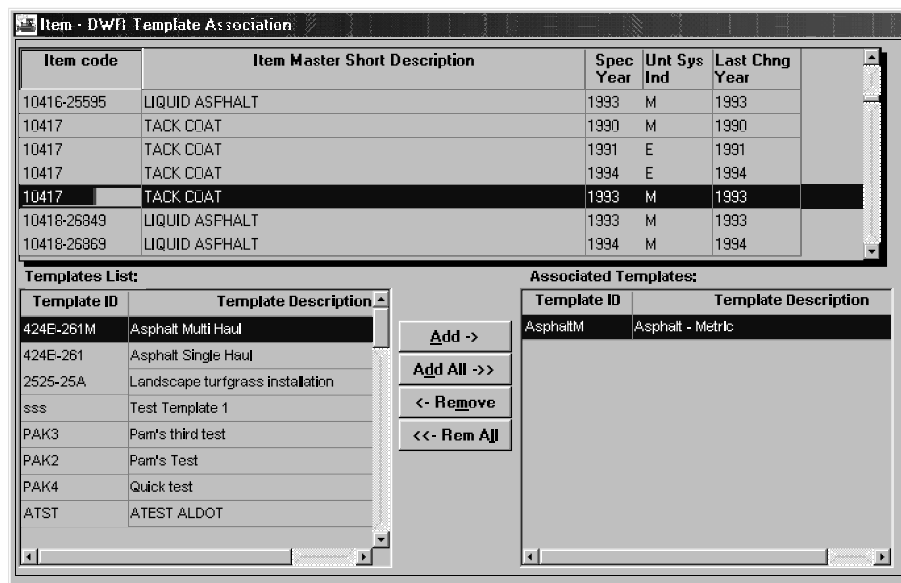 Item - DWR Template Association
Item code Item Master Short Description Spec Year Unt Sys Ind Last Chng Year
10416-25595 LIQUID ASPHALT 1993 M 1993
10417 TACK COAT 1990 M 1990
10417 TACK COAT 1991 E 1991
10417 TACK COAT 1994 E 1994
10417 TACK COAT 1993 M 1993
10418-26849 LIQUID ASPHALT 1993 M 1993
10418-26869 LIQUID ASPHALT 1994 M 1994
Templates List:
Template ID Template Description
424E-261M Asphalt Multi Haul
424E-261 Asphalt Single Haul
2525-25A Landscape turfgrass installation
sss Test Template 1
PAK3 Pam's third test
PAK2 Pam's Test
PAK4 Quick test
ATST ATEST ALDOT
Add ->
Add All ->>
<- Remove
<<- Rem All
Associated Templates:
Template ID Template Description
AsphaltM Asphalt - Metric